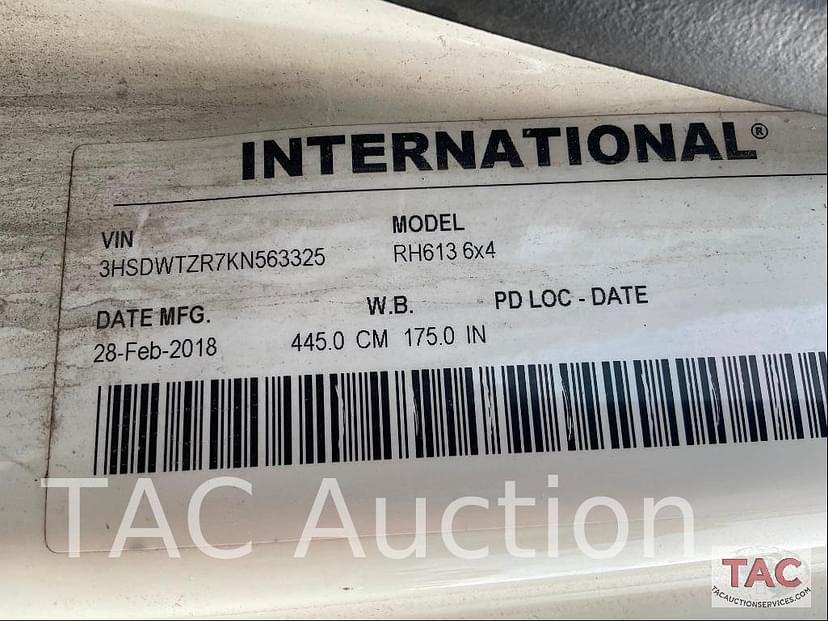 INTERNATIONAL®
VIN
MODEL
3HSDWTZR7KN563325
RH613 6x4
DATE MFG.
W.B.
PD LOC - DATE
28-Feb-2018
445.0 CM 175.0 IN
TAC Auction
TAC
TACAUCTIONSERVICES.COM